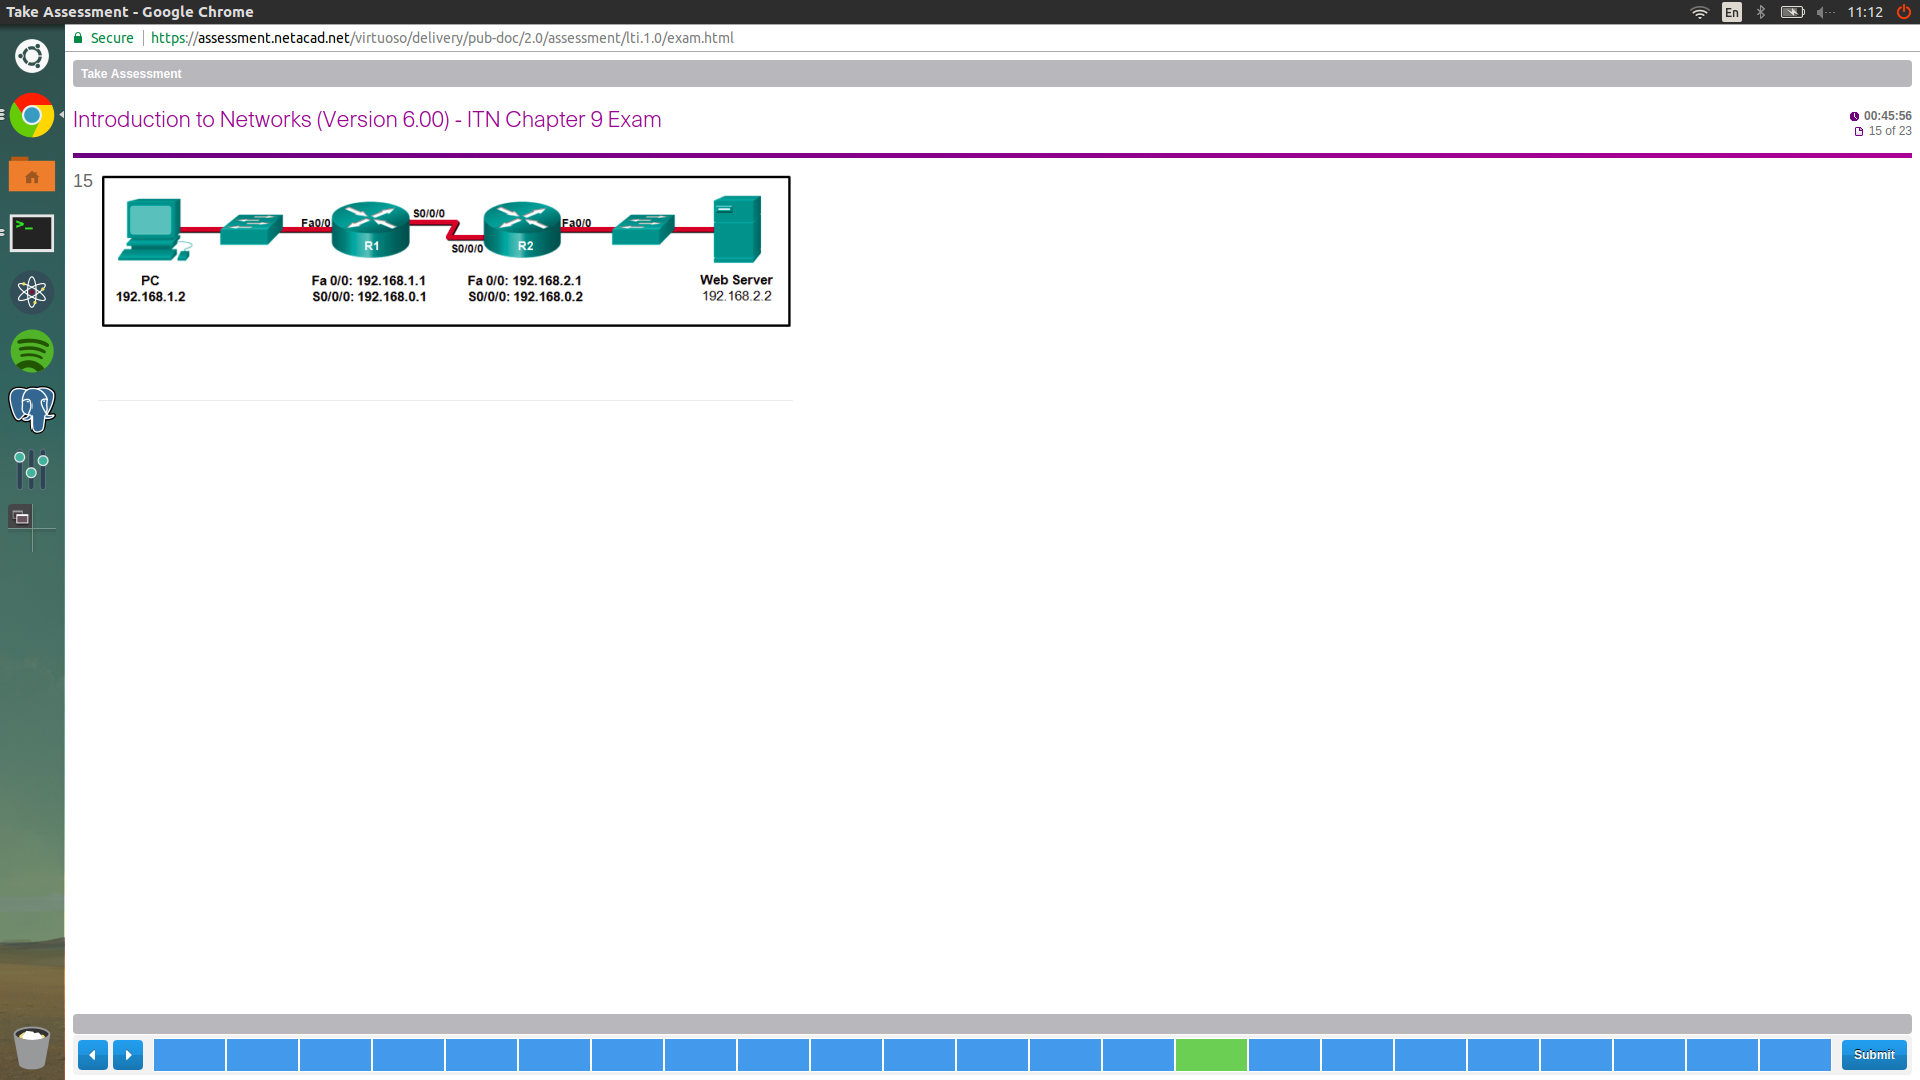 Take Assessment - Google Chrome
En
11:12
Secure
https://assessment.netacad.net/virtuoso/delivery/pub-doc/2.0/assessment/lti.1.0/exam.html
Take Assessment
Introduction to Networks (Version 6.00) - ITN Chapter 9 Exam
00:45:56
15 of 23
15
Fa0/0
S0/0/0
S0/0/0
Fa0/0
R1
R2
PC
192.168.1.2
Fa 0/0: 192.168.1.1
S0/0/0: 192.168.0.1
Fa 0/0: 192.168.2.1
S0/0/0: 192.168.0.2
Web Server
192.168.2.2
Submit